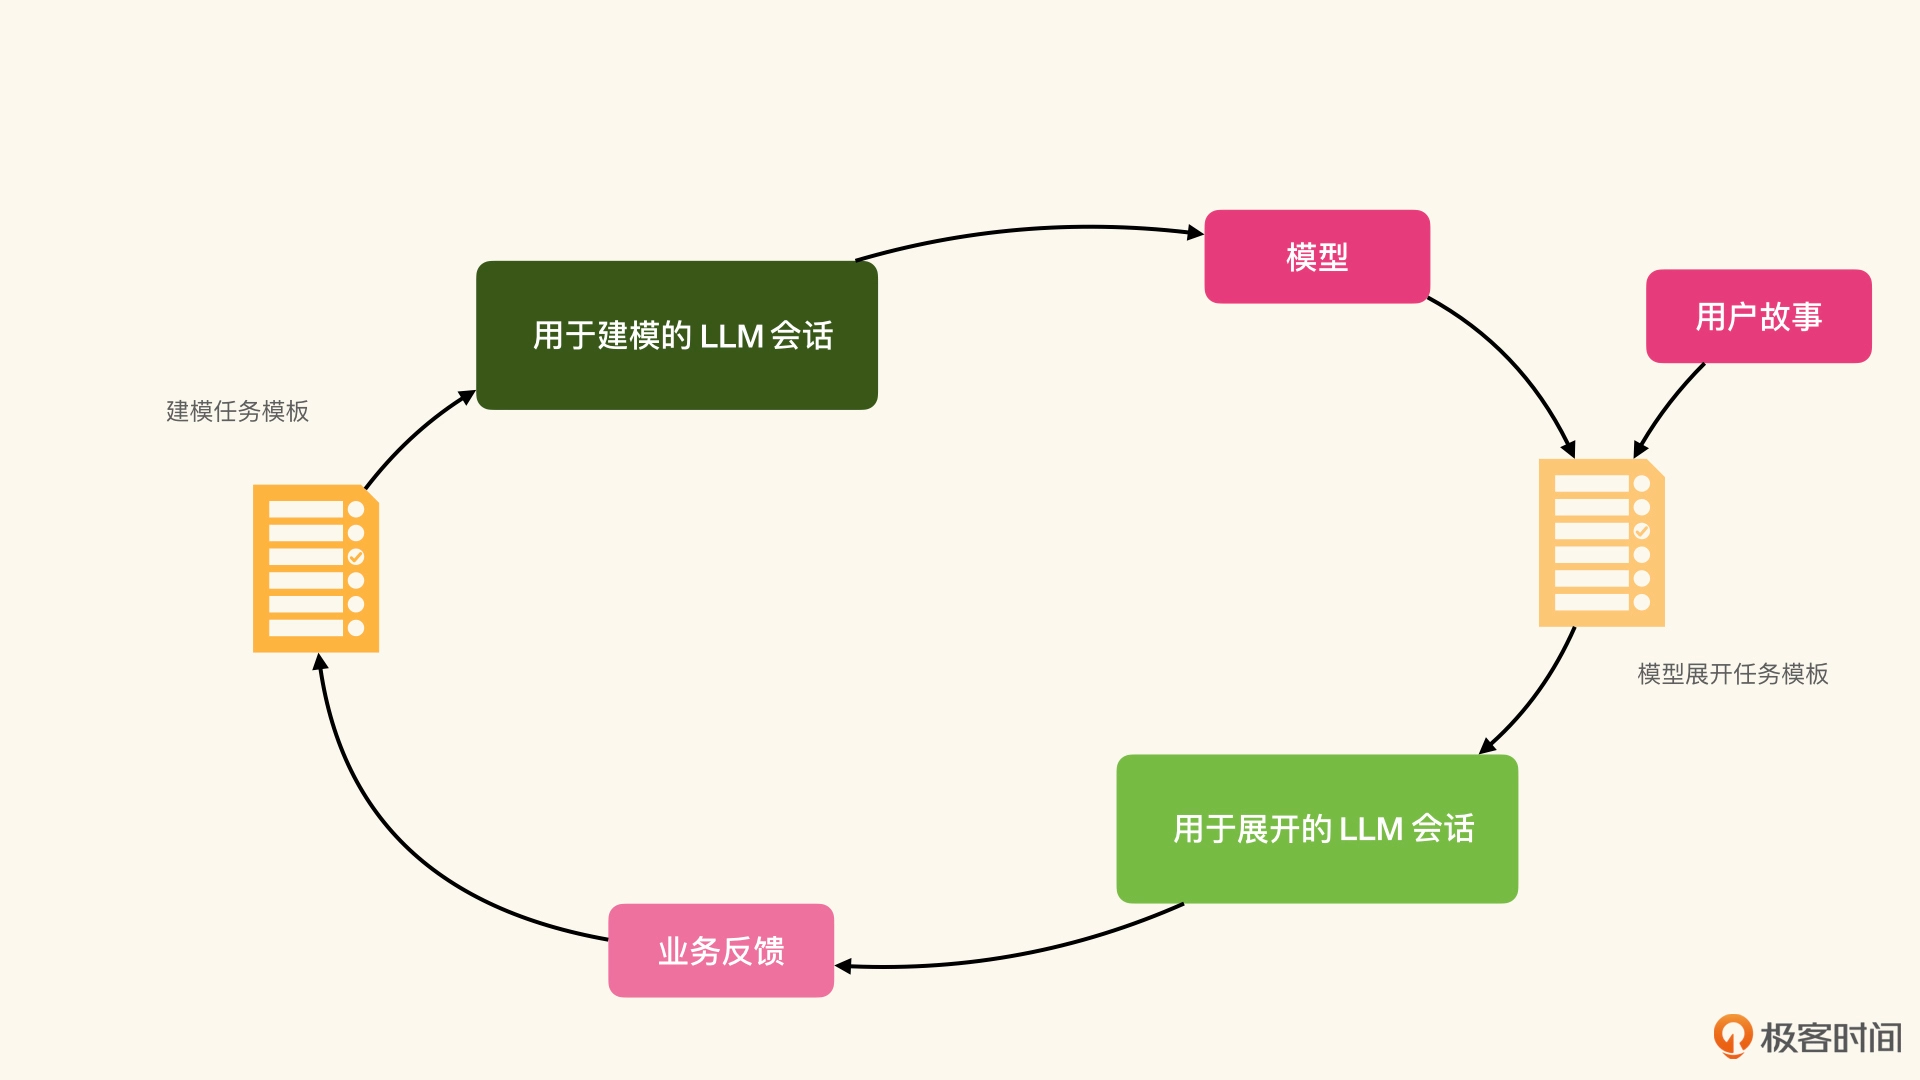 模型
用户故事
用于建模的 LLM 会话
建模任务模板
模型展开任务模板
用于展开的 LLM 会话
业务反馈
极客时间